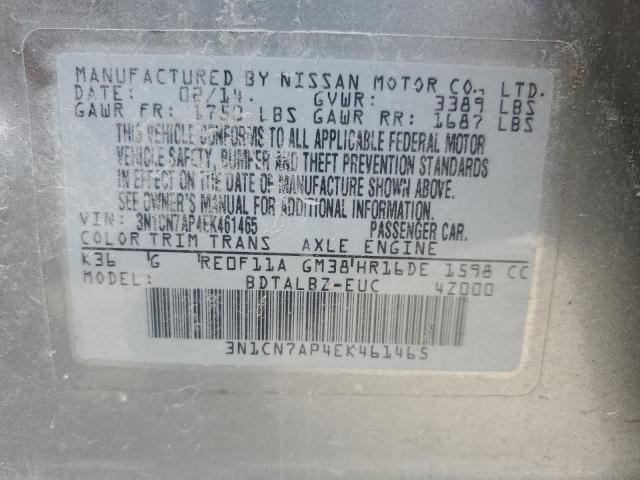 MANUFACTURED BY NISSAN MOTOR CO., LTD.
DATE: 02/14. GVWR: 3389 LBS
GAWR FR: 1750 LBS GAWR RR: 1687 LBS
THIS VEHICLE CONFORMS TO ALL APPLICABLE FEDERAL MOTOR
VEHICLE SAFETY, BUMPER AND THEFT PREVENTION STANDARDS
IN EFFECT ON THE DATE OF MANUFACTURE SHOWN ABOVE.
SEE OWNER'S MANUAL FOR ADDITIONAL INFORMATION.
VIN: 3N1CN7AP4EK461465 PASSENGER CAR.
COLOR TRIM TRANS AXLE ENGINE
K36 G RE0F11A GM38 HR16DE 1598 CC
MODEL: BDTALBZ-EUC 4Z000
3N1CN7AP4EK461465